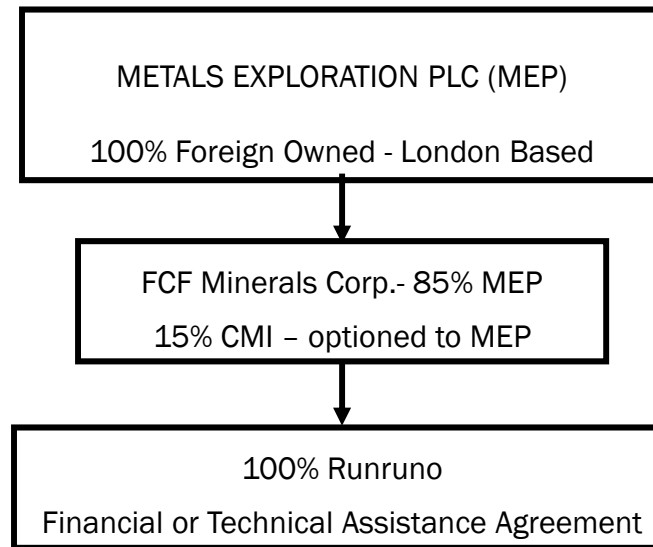 METALS EXPLORATION PLC (MEP)
100% Foreign Owned - London Based
FCF Minerals Corp.- 85% MEP
15% CMI – optioned to MEP
100% Runruno
Financial or Technical Assistance Agreement